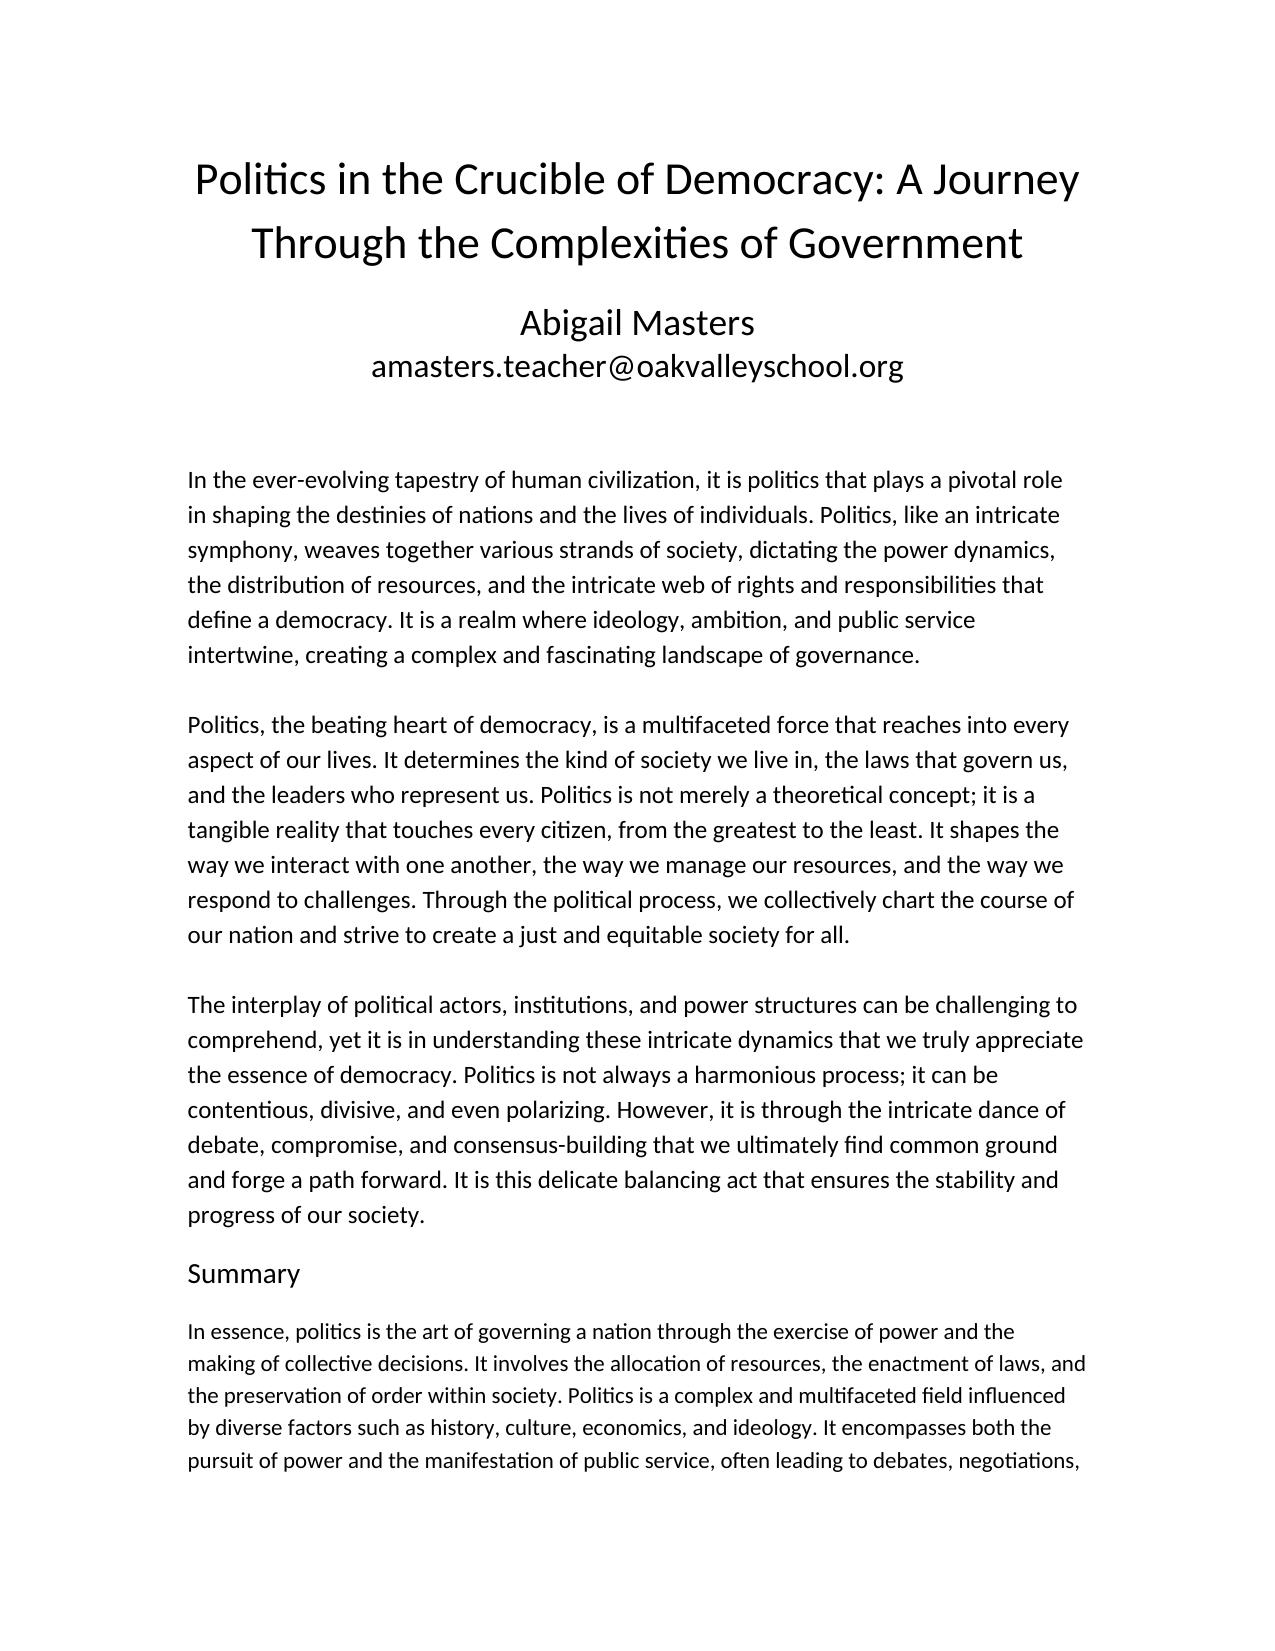 Politics in the Crucible of Democracy: A Journey
Through the Complexities of Government
Abigail Masters
amasters.teacher@oakvalleyschool.org
In the ever-evolving tapestry of human civilization, it is politics that plays a pivotal role
in shaping the destinies of nations and the lives of individuals. Politics, like an intricate
symphony, weaves together various strands of society, dictating the power dynamics,
the distribution of resources, and the intricate web of rights and responsibilities that
define a democracy. It is a realm where ideology, ambition, and public service
intertwine, creating a complex and fascinating landscape of governance.
Politics, the beating heart of democracy, is a multifaceted force that reaches into every
aspect of our lives. It determines the kind of society we live in, the laws that govern us,
and the leaders who represent us. Politics is not merely a theoretical concept; it is a
tangible reality that touches every citizen, from the greatest to the least. It shapes the
way we interact with one another, the way we manage our resources, and the way we
respond to challenges. Through the political process, we collectively chart the course of
our nation and strive to create a just and equitable society for all.
The interplay of political actors, institutions, and power structures can be challenging to
comprehend, yet it is in understanding these intricate dynamics that we truly appreciate
the essence of democracy. Politics is not always a harmonious process; it can be
contentious, divisive, and even polarizing. However, it is through the intricate dance of
debate, compromise, and consensus-building that we ultimately find common ground
and forge a path forward. It is this delicate balancing act that ensures the stability and
progress of our society.
Summary
In essence, politics is the art of governing a nation through the exercise of power and the
making of collective decisions. It involves the allocation of resources, the enactment of laws, and
the preservation of order within society. Politics is a complex and multifaceted field influenced
by diverse factors such as history, culture, economics, and ideology. It encompasses both the
pursuit of power and the manifestation of public service, often leading to debates, negotiations,